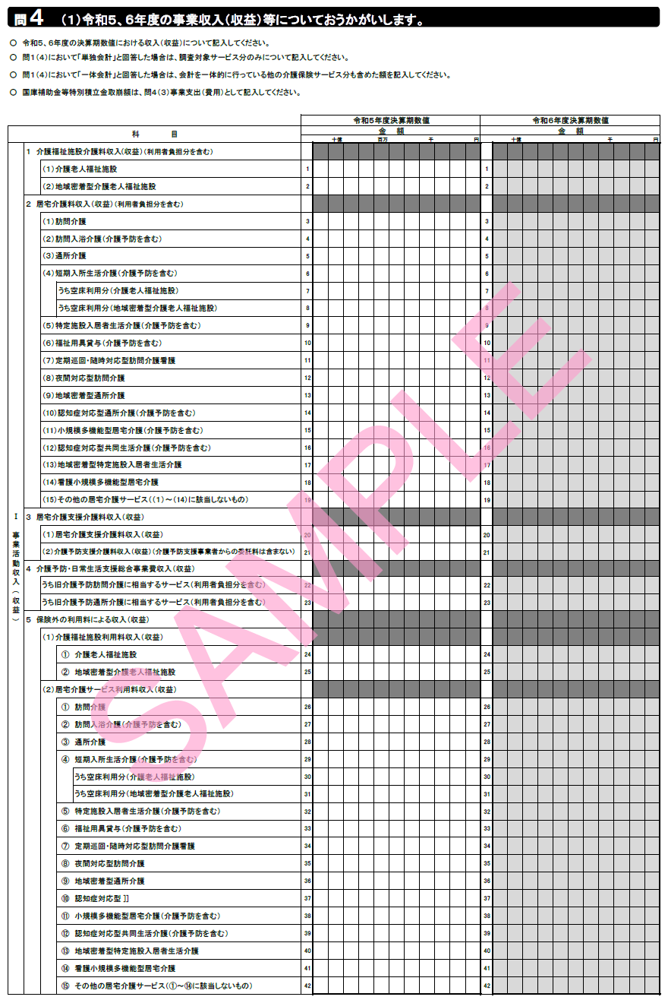 問4 (1)令和5、6年度の事業収入(収益)等についておうかがいします。
○ 令和5、6年度の決算期数値における収入(収益)について記入してください。
○ 問1(4)において「単独会計」と回答した場合は、調査対象サービス分のみについて記入してください。
○ 問1(4)において「一体会計」と回答した場合は、会計を一体的に行っている他の介護保険サービス分も含めた額を記入してください。
○ 国庫補助金等特別積立金取崩額は、問4(3)事業支出(費用)として記入してください。
科 目 令和5年度決算期数値 令和6年度決算期数値
金 額 金 額
十億 百万 千 円 十億 千 円
Ⅰ 事業活動収入(収益)
1 介護福祉施設介護料収入(収益)(利用者負担分を含む)
(1)介護老人福祉施設 1 1
(2)地域密着型介護老人福祉施設 2 2
2 居宅介護料収入(収益)(利用者負担分を含む)
(1)訪問介護 3 3
(2)訪問入浴介護(介護予防を含む) 4 4
(3)通所介護 5 5
(4)短期入所生活介護(介護予防を含む) 6 6
うち空床利用分(介護老人福祉施設) 7 7
うち空床利用分(地域密着型介護老人福祉施設) 8 8
(5)特定施設入居者生活介護(介護予防を含む) 9 9
(6)福祉用具貸与(介護予防を含む) 10 10
(7)定期巡回・随時対応型訪問介護看護 11 11
(8)夜間対応型訪問介護 12 12
(9)地域密着型通所介護 13 13
(10)認知症対応型通所介護(介護予防を含む) 14 14
(11)小規模多機能型居宅介護(介護予防を含む) 15 15
(12)認知症対応型共同生活介護(介護予防を含む) 16 16
(13)地域密着型特定施設入居者生活介護 17 17
(14)看護小規模多機能型居宅介護 18 18
(15)その他の居宅介護サービス((1)~(14)に該当しないもの) 19 19
3 居宅介護支援介護料収入(収益)
(1)居宅介護支援介護料収入(収益) 20 20
(2)介護予防支援介護料収入(収益)(介護予防支援事業者からの委託料は含まない) 21 21
4 介護予防・日常生活支援総合事業費収入(収益)
うち旧介護予防訪問介護に相当するサービス(利用者負担分を含む) 22 22
うち旧介護予防通所介護に相当するサービス(利用者負担分を含む) 23 23
5 保険外の利用料による収入(収益)
(1)介護福祉施設利用料収入(収益)
① 介護老人福祉施設 24 24
② 地域密着型介護老人福祉施設 25 25
(2)居宅介護サービス利用料収入(収益)
① 訪問介護 26 26
② 訪問入浴介護(介護予防を含む) 27 27
③ 通所介護 28 28
④ 短期入所生活介護(介護予防を含む) 29 29
うち空床利用分(介護老人福祉施設) 30 30
うち空床利用分(地域密着型介護老人福祉施設) 31 31
⑤ 特定施設入居者生活介護(介護予防を含む) 32 32
⑥ 福祉用具貸与(介護予防を含む) 33 33
⑦ 定期巡回・随時対応型訪問介護看護 34 34
⑧ 夜間対応型訪問介護 35 35
⑨ 地域密着型通所介護 36 36
⑩ 認知症対応型 ]] 37 37
⑪ 小規模多機能型居宅介護(介護予防を含む) 38 38
⑫ 認知症対応型共同生活介護(介護予防を含む) 39 39
⑬ 地域密着型特定施設入居者生活介護 40 40
⑭ 看護小規模多機能型居宅介護 41 41
⑮ その他の居宅介護サービス(①~⑭に該当しないもの) 42 42
SAMPLE